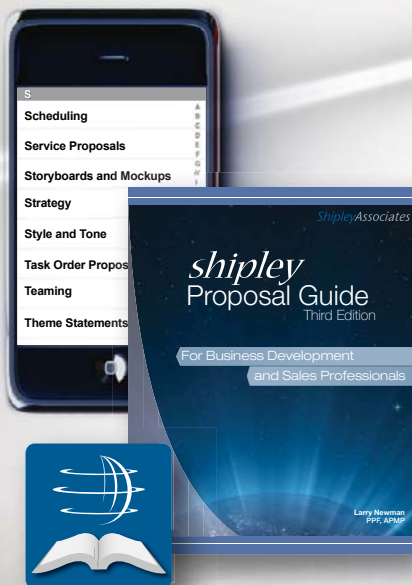 S
Scheduling
Service Proposals
Storyboards and Mockups
Strategy
Style and Tone
Task Order Propos
Teaming
Theme Statements
A
B
C
D
E
F
G
H
I
ShipleyAssociates
shipley
Proposal Guide
Third Edition
For Business Development
and Sales Professionals
Larry Newman
PPF, APMP